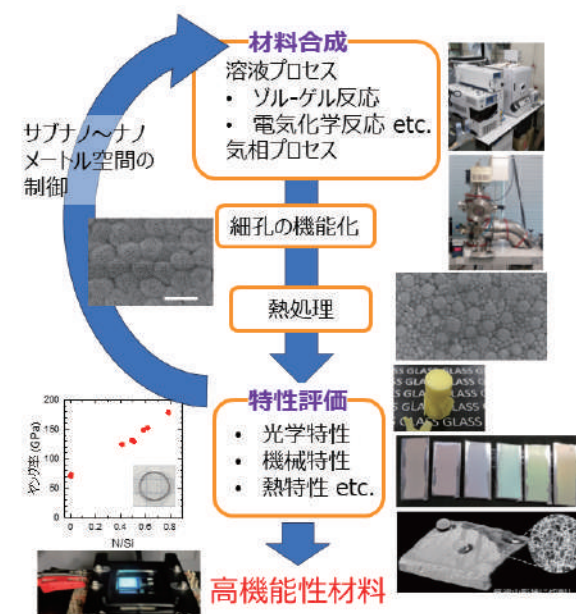 材料合成
溶液プロセス
• ゾル-ゲル反応
• 電気化学反応 etc.
気相プロセス
サブナノ～ナノ
メートル空間の
制御
細孔の機能化
熱処理
特性評価
• 光学特性
• 機械特性
• 熱特性 etc.
GLASS GLASS
ヤング率 (GPa)
200
150
100
50
0
0 0.2 0.4 0.6 0.8
N/Si
高機能性材料